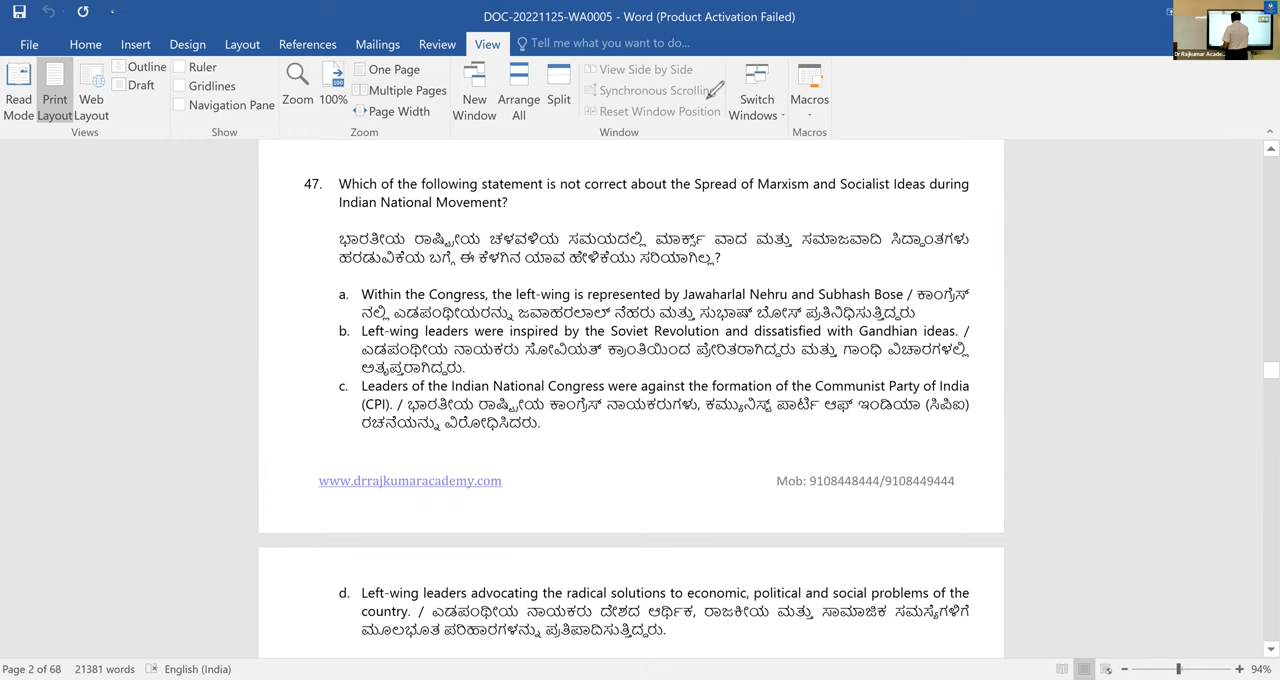 DOC-20221125-WA0005 - Word (Product Activation Failed)
File Home Insert Design Layout References Mailings Review View Tell me what you want to do...
Read Mode
Print Layout
Web Layout
Outline
Draft
Views
Ruler
Gridlines
Navigation Pane
Show
Zoom
100%
One Page
Multiple Pages
Page Width
Zoom
New Window
Arrange All
Split
View Side by Side
Synchronous Scrolling
Reset Window Position
Window
Switch Windows
Macros
Macros
Dr Rajkumar Acade...
47. Which of the following statement is not correct about the Spread of Marxism and Socialist Ideas during
Indian National Movement?
ಭಾರತೀಯ ರಾಷ್ಟ್ರೀಯ ಚಳವಳಿಯ ಸಮಯದಲ್ಲಿ ಮಾರ್ಕ್ಸ್ ವಾದ ಮತ್ತು ಸಮಾಜವಾದಿ ಸಿದ್ಧಾಂತಗಳು
ಹರಡುವಿಕೆಯ ಬಗ್ಗೆ ಈ ಕೆಳಗಿನ ಯಾವ ಹೇಳಿಕೆಯು ಸರಿಯಾಗಿಲ್ಲ?
a. Within the Congress, the left-wing is represented by Jawaharlal Nehru and Subhash Bose / ಕಾಂಗ್ರೆಸ್
ನಲ್ಲಿ ಎಡಪಂಥೀಯರನ್ನು ಜವಾಹರಲಾಲ್ ನೆಹರು ಮತ್ತು ಸುಭಾಷ್ ಬೋಸ್ ಪ್ರತಿನಿಧಿಸುತ್ತಿದ್ದರು
b. Left-wing leaders were inspired by the Soviet Revolution and dissatisfied with Gandhian ideas. /
ಎಡಪಂಥೀಯ ನಾಯಕರು ಸೋವಿಯತ್ ಕ್ರಾಂತಿಯಿಂದ ಪ್ರೇರಿತರಾಗಿದ್ದರು ಮತ್ತು ಗಾಂಧಿ ವಿಚಾರಗಳಲ್ಲಿ
ಅತೃಪ್ತರಾಗಿದ್ದರು.
c. Leaders of the Indian National Congress were against the formation of the Communist Party of India
(CPI). / ಭಾರತೀಯ ರಾಷ್ಟ್ರೀಯ ಕಾಂಗ್ರೆಸ್ ನಾಯಕರುಗಳು, ಕಮ್ಯುನಿಸ್ಟ್ ಪಾರ್ಟಿ ಆಫ್ ಇಂಡಿಯಾ (ಸಿಪಿಐ)
ರಚನೆಯನ್ನು ವಿರೋಧಿಸಿದರು.
www.drrajkumaracademy.com Mob: 9108448444/9108449444
d. Left-wing leaders advocating the radical solutions to economic, political and social problems of the
country. / ಎಡಪಂಥೀಯ ನಾಯಕರು ದೇಶದ ಆರ್ಥಿಕ, ರಾಜಕೀಯ ಮತ್ತು ಸಾಮಾಜಿಕ ಸಮಸ್ಯೆಗಳಿಗೆ
ಮೂಲಭೂತ ಪರಿಹಾರಗಳನ್ನು ಪ್ರತಿಪಾದಿಸುತ್ತಿದ್ದರು.
Page 2 of 68 21381 words English (India) 94%